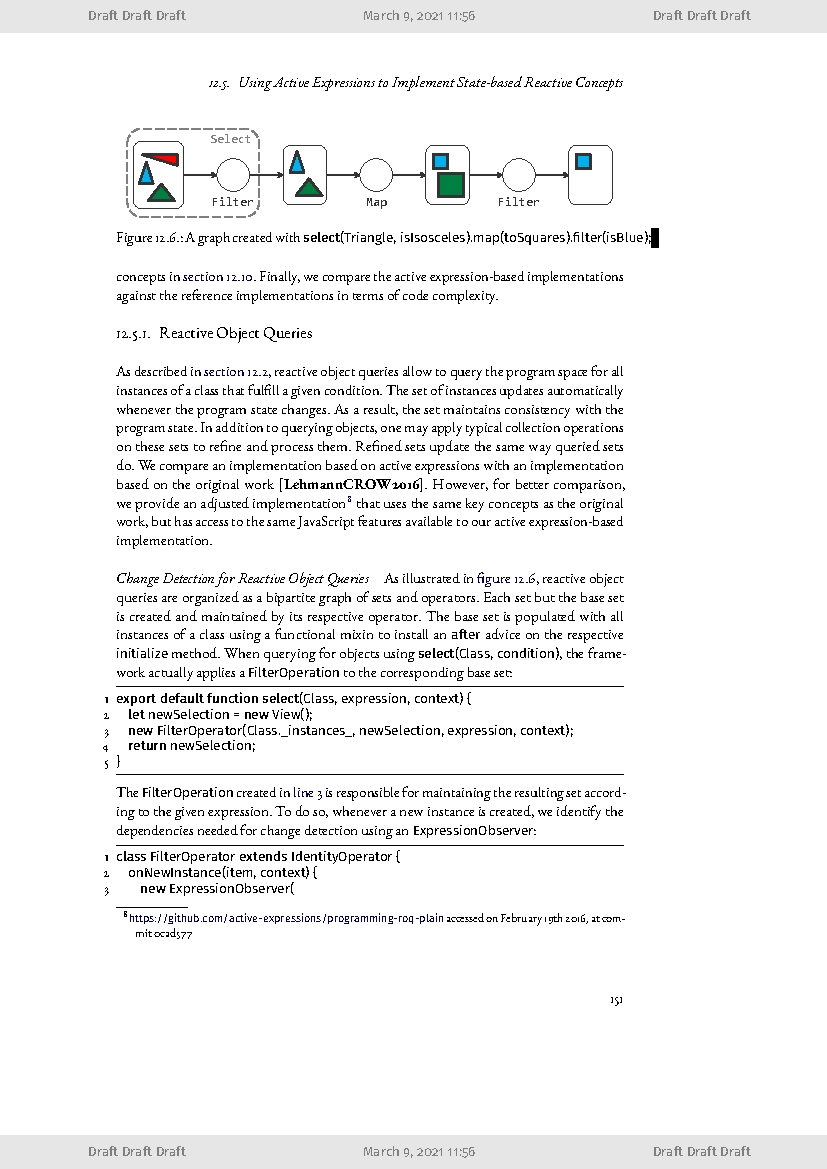 Draft Draft Draft March 9, 2021 11:56 Draft Draft Draft
12.5. Using Active Expressions to Implement State-based Reactive Concepts
Select
Filter Map Filter
Figure 12.6.: A graph created with select(Triangle, isIsosceles).map(toSquares).filter(isBlue);
concepts in section 12.10. Finally, we compare the active expression-based implementations
against the reference implementations in terms of code complexity.
12.5.1. Reactive Object Queries
As described in section 12.2, reactive object queries allow to query the program space for all
instances of a class that fulfill a given condition. The set of instances updates automatically
whenever the program state changes. As a result, the set maintains consistency with the
program state. In addition to querying objects, one may apply typical collection operations
on these sets to refine and process them. Refined sets update the same way queried sets
do. We compare an implementation based on active expressions with an implementation
based on the original work [LehmannCROW2016]. However, for better comparison,
we provide an adjusted implementation⁸ that uses the same key concepts as the original
work, but has access to the same JavaScript features available to our active expression-based
implementation.
Change Detection for Reactive Object Queries As illustrated in figure 12.6, reactive object
queries are organized as a bipartite graph of sets and operators. Each set but the base set
is created and maintained by its respective operator. The base set is populated with all
instances of a class using a functional mixin to install an after advice on the respective
initialize method. When querying for objects using select(Class, condition), the frame-
work actually applies a FilterOperation to the corresponding base set:
1 export default function select(Class, expression, context) {
2 let newSelection = new View();
3 new FilterOperator(Class._instances_, newSelection, expression, context);
4 return newSelection;
5 }
The FilterOperation created in line 3 is responsible for maintaining the resulting set accord-
ing to the given expression. To do so, whenever a new instance is created, we identify the
dependencies needed for change detection using an ExpressionObserver:
1 class FilterOperator extends IdentityOperator {
2 onNewInstance(item, context) {
3 new ExpressionObserver(
⁸https://github.com/active-expressions/programming-roq-plain accessed on February 19th 2016, at com-
mit 0cad577
151
Draft Draft Draft March 9, 2021 11:56 Draft Draft Draft